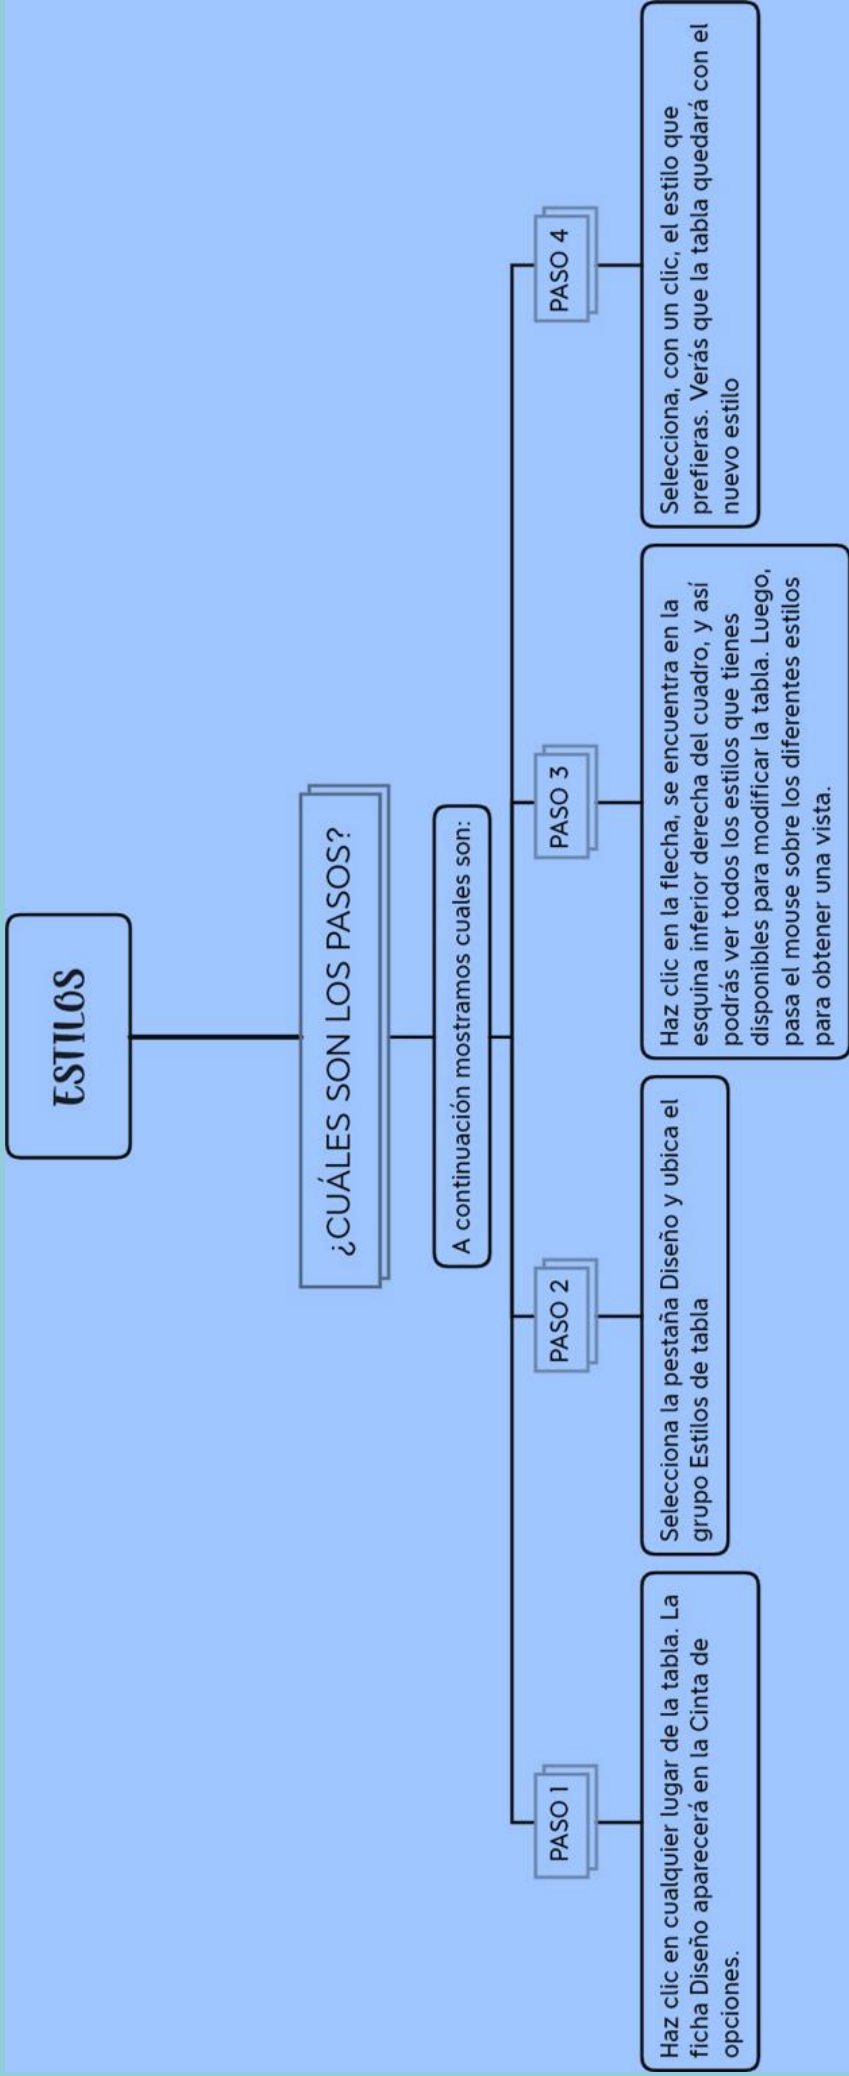 ESTILOS
¿CUÁLES SON LOS PASOS?
A continuación mostramos cuales son:
PASO 1
Haz clic en cualquier lugar de la tabla. La
ficha Diseño aparecerá en la Cinta de
opciones.
PASO 2
Selecciona la pestaña Diseño y ubica el
grupo Estilos de tabla
PASO 3
Haz clic en la flecha, se encuentra en la
esquina inferior derecha del cuadro, y así
podrás ver todos los estilos que tienes
disponibles para modificar la tabla. Luego,
pasa el mouse sobre los diferentes estilos
para obtener una vista.
PASO 4
Selecciona, con un clic, el estilo que
prefieras. Verás que la tabla quedará con el
nuevo estilo